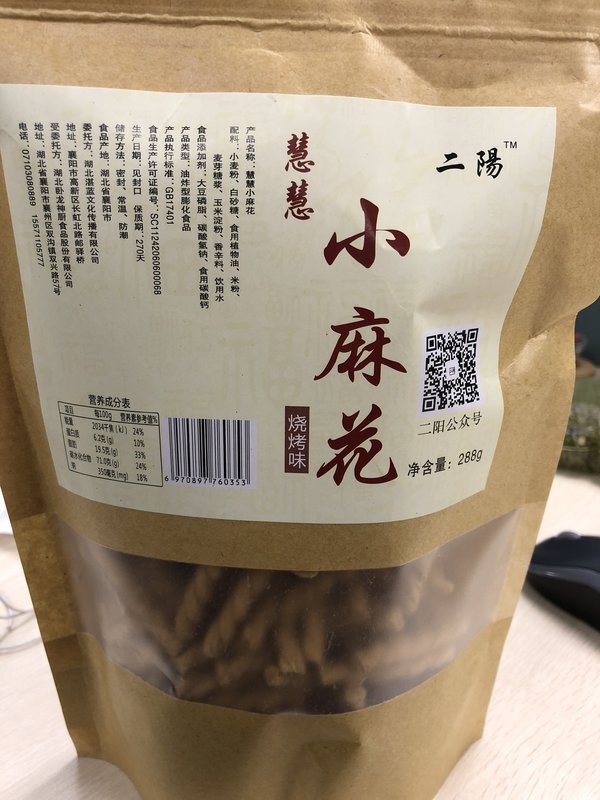 二陽™
慧慧
小麻花
烧烤味
二阳公众号
净含量：288g
产品名称：慧慧小麻花
配料：小麦粉、白砂糖、食用植物油、米粉、
麦芽糖浆、玉米淀粉、香辛料、饮用水
食品添加剂：大豆磷脂、碳酸氢钠、食用碳酸钙
产品类型：油炸型膨化食品
产品执行标准：GB17401
食品生产许可证编号：SC11242060600068
生产日期：见封口 保质期：270天
储存方法：密封、常温、防潮
食品产地：湖北省襄阳市
委托方：湖北湛蓝文化传播有限公司
地址：襄阳市高新区长虹北路邮驿桥
受委托方：湖北卧龙神厨食品股份有限公司
地址：湖北省襄阳市襄州区双沟镇双兴路57号
电话：07103080889 15571105777
营养成分表
项目 每100g 营养素参考值%
能量 2034千焦(kJ) 24%
蛋白质 6.2克(g) 10%
脂肪 19.5克(g) 33%
碳水化合物 71.0克(g) 24%
钠 350毫克(mg) 18%
6 970897 760353